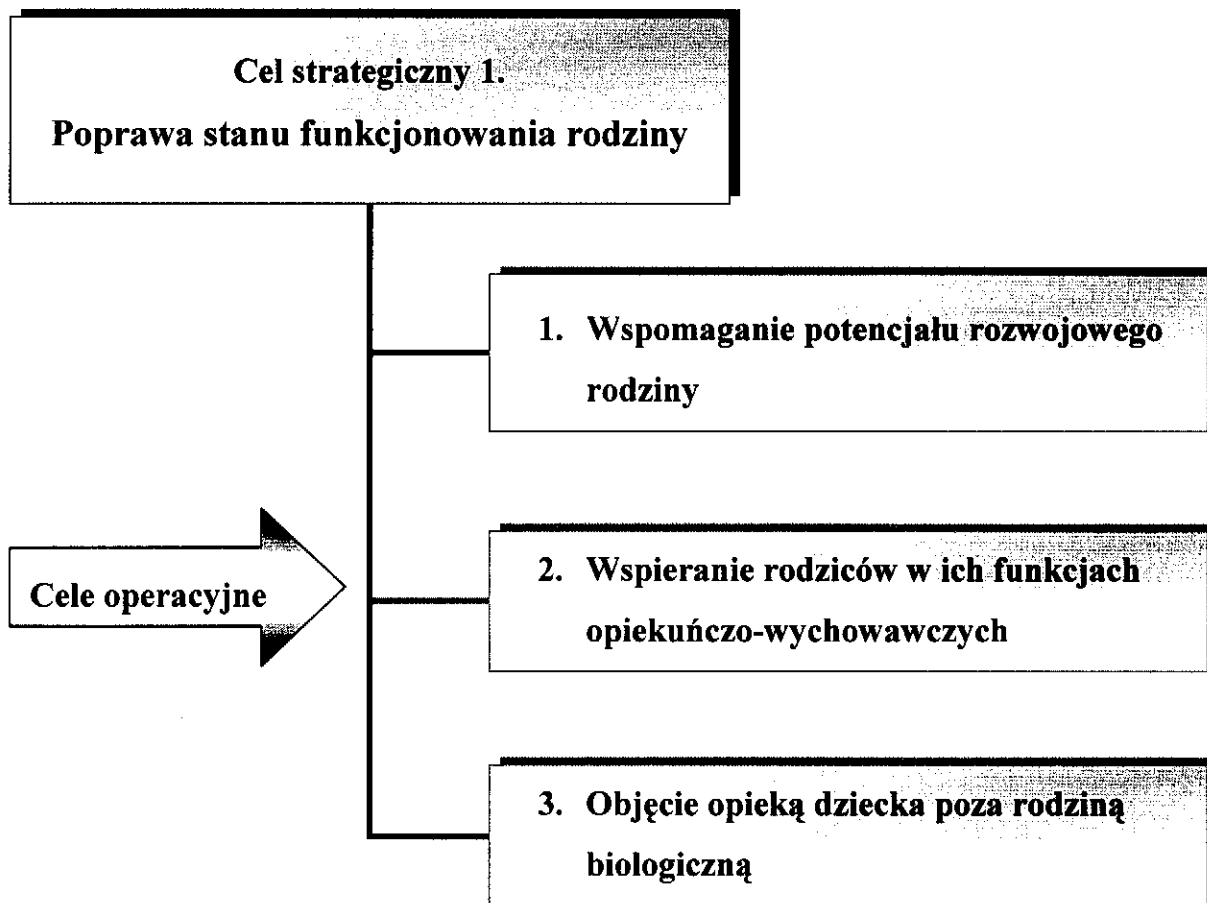 Cel strategiczny 1.
Poprawa stanu funkcjonowania rodziny
1. Wspomaganie potencjału rozwojowego
rodziny
Cele operacyjne
2. Wspieranie rodziców w ich funkcjach
opiekuńczo-wychowawczych
3. Objęcie opieką dziecka poza rodziną
biologiczną